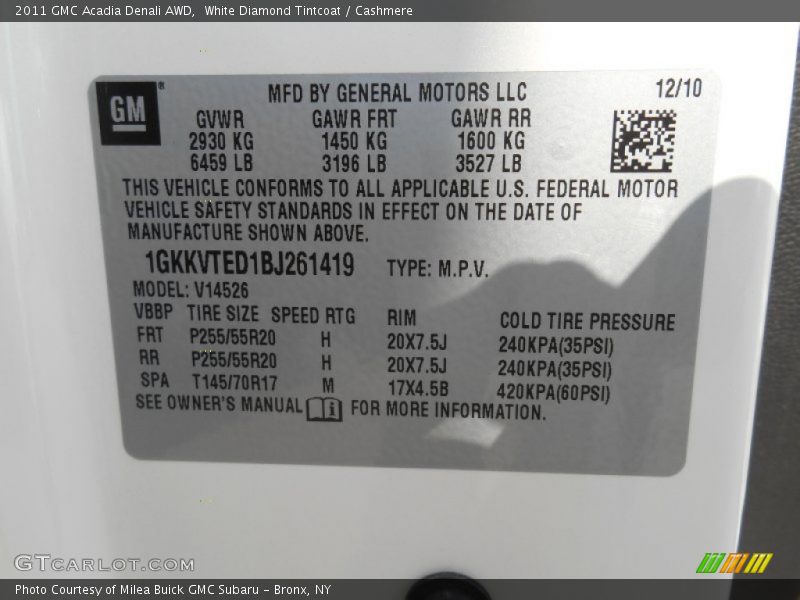 2011 GMC Acadia Denali AWD, White Diamond Tintcoat / Cashmere
GM®
MFD BY GENERAL MOTORS LLC 12/10
GVWR GAWR FRT GAWR RR
2930 KG 1450 KG 1600 KG
6459 LB 3196 LB 3527 LB
THIS VEHICLE CONFORMS TO ALL APPLICABLE U.S. FEDERAL MOTOR
VEHICLE SAFETY STANDARDS IN EFFECT ON THE DATE OF
MANUFACTURE SHOWN ABOVE.
1GKKVTED1BJ261419 TYPE: M.P.V.
MODEL: V14526
VBBP TIRE SIZE SPEED RTG RIM COLD TIRE PRESSURE
FRT P255/55R20 H 20X7.5J 240KPA(35PSI)
RR P255/55R20 H 20X7.5J 240KPA(35PSI)
SPA T145/70R17 M 17X4.5B 420KPA(60PSI)
SEE OWNER'S MANUAL i FOR MORE INFORMATION.
GTCARLOT.COM
Photo Courtesy of Milea Buick GMC Subaru - Bronx, NY